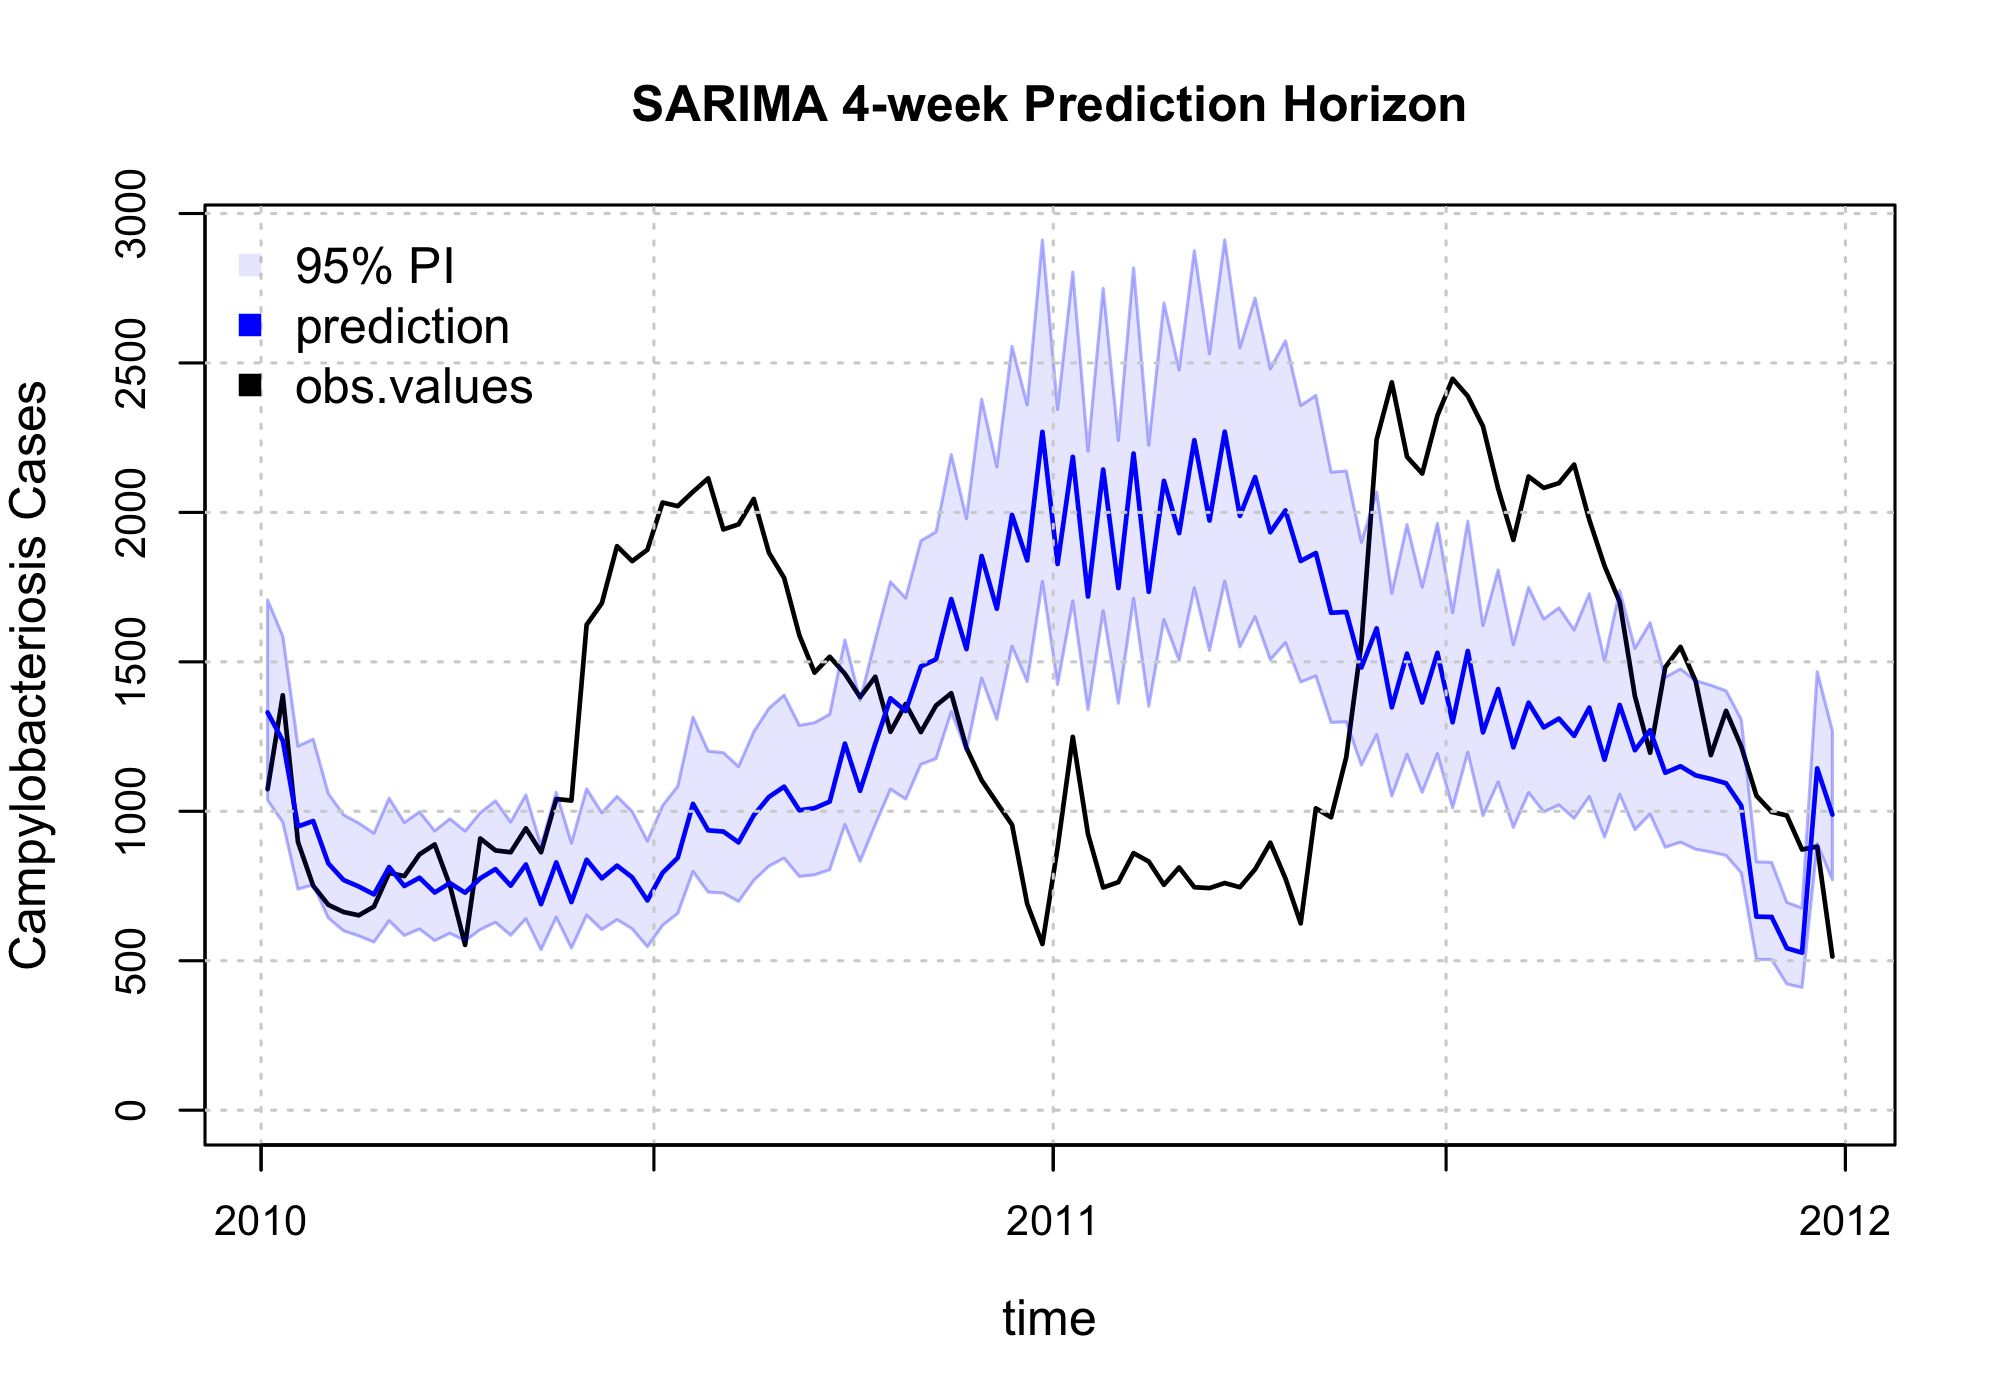 SARIMA 4-week Prediction Horizon
95% PI
prediction
obs.values
Campylobacteriosis Cases
3000
2500
2000
1500
1000
500
0
2010
2011
2012
time